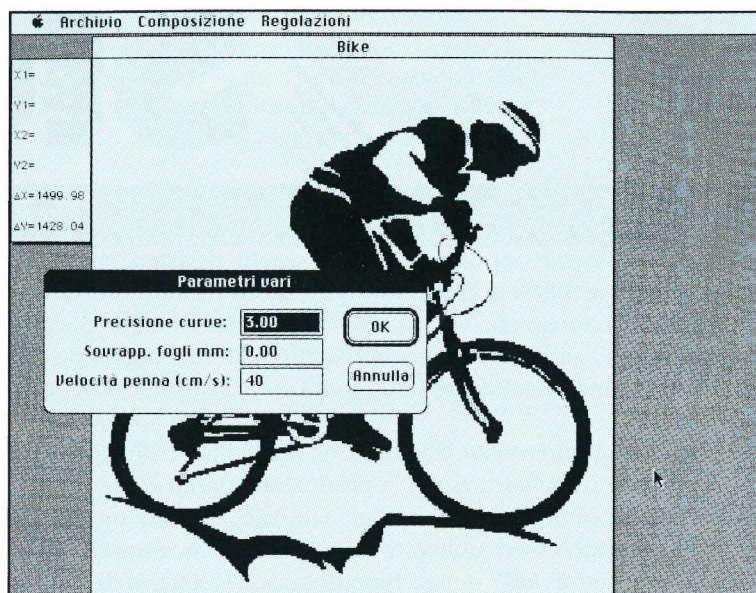 Archivio Composizione Regolazioni
Bike
X1=
Y1=
X2=
Y2=
ΔX=1499.98
ΔY=1428.04
Parametri vari
Precisione curve: 3.00
OK
Sovrapp. fogli mm: 0.00
Velocità penna (cm/s): 40
Annulla